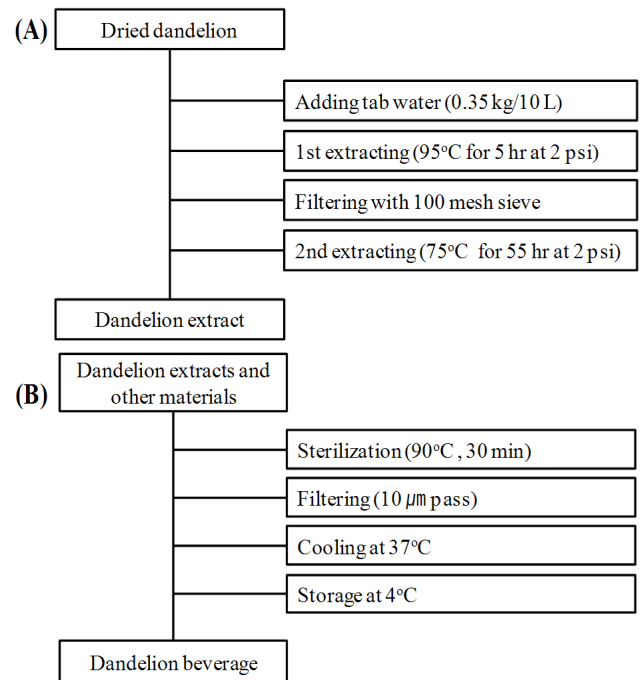 (A)
Dried dandelion
Adding tab water (0.35 kg/10 L)
1st extracting (95°C for 5 hr at 2 psi)
Filtering with 100 mesh sieve
2nd extracting (75°C for 55 hr at 2 psi)
Dandelion extract
(B)
Dandelion extracts and
other materials
Sterilization (90°C , 30 min)
Filtering (10 ㎛ pass)
Cooling at 37°C
Storage at 4°C
Dandelion beverage